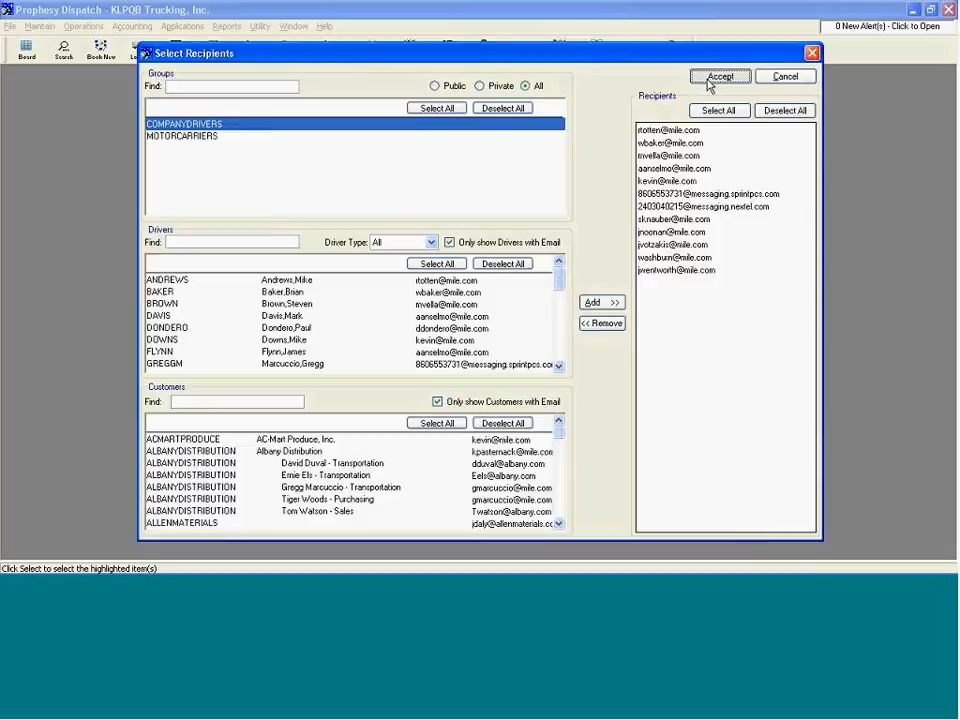 Prophesy Dispatch - KLPQB Trucking, Inc.
File Maintain Operations Accounting Applications Reports Utility Window Help
0 New Alert(s) - Click to Open
Board Search Book New
Select Recipients
Groups
Find:
Public Private All
Select All Deselect All
COMPANYDRIVERS
MOTORCARRIERS
Drivers
Find: Driver Type: All Only show Drivers with Email
Select All Deselect All
ANDREWS Andrews,Mike rtotten@mile.com
BAKER Baker,Brian wbaker@mile.com
BROWN Brown,Steven mvella@mile.com
DAVIS Davis,Mark aanselmo@mile.com
DONDERO Dondero,Paul ddondero@mile.com
DOWNS Downs,Mike kevin@mile.com
FLYNN Flynn,James aanselmo@mile.com
GREGGM Marcuccio,Gregg 8606553731@messaging.sprintpcs.co
Customers
Find: Only show Customers with Email
Select All Deselect All
ACMARTPRODUCE AC-Mart Produce, Inc. kevin@mile.com
ALBANYDISTRIBUTION Albany Distribution kpasternack@mile.com
ALBANYDISTRIBUTION David Duval - Transportation dduval@albany.com
ALBANYDISTRIBUTION Ernie Els - Transportation Eels@albany.com
ALBANYDISTRIBUTION Gregg Marcuccio - Transportation gmarcuccio@mile.com
ALBANYDISTRIBUTION Tiger Woods - Purchasing gmarcuccio@mile.com
ALBANYDISTRIBUTION Tom Watson - Sales Twatson@albany.com
ALLENMATERIALS jdaly@allenmaterials.cc
Add >>
<< Remove
Accept Cancel
Recipients
Select All Deselect All
rtotten@mile.com
wbaker@mile.com
mvella@mile.com
aanselmo@mile.com
kevin@mile.com
8606553731@messaging.sprintpcs.com
2403040215@messaging.nextel.com
sknauber@mile.com
jnoonan@mile.com
jvotzakis@mile.com
washburn@mile.com
jwentworth@mile.com
Click Select to select the highlighted item(s)